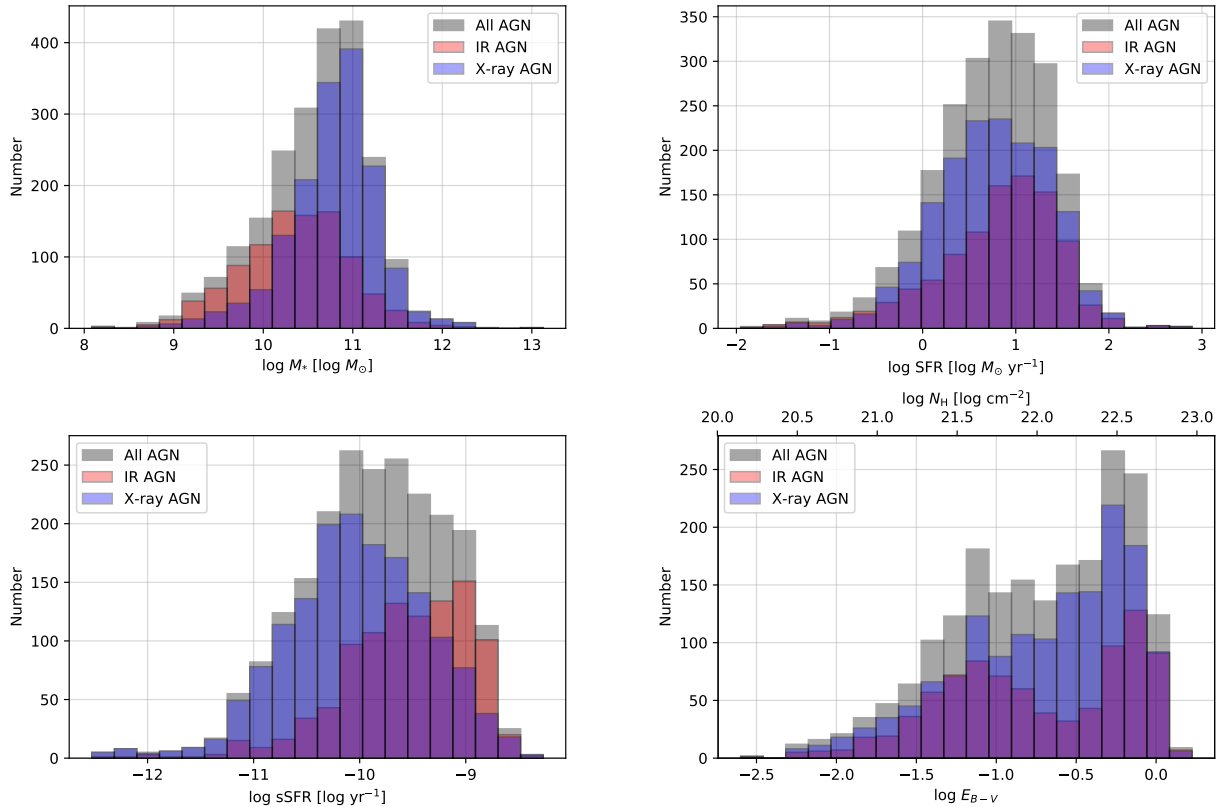 All AGN
IR AGN
X-ray AGN
400
300
200
100
0
Number
8 9 10 11 12 13
log M* [log M⊙]
All AGN
IR AGN
X-ray AGN
350
300
250
200
150
100
50
0
Number
−2 −1 0 1 2
log SFR [log M⊙ yr⁻¹]
All AGN
IR AGN
X-ray AGN
250
200
150
100
50
0
Number
−12 −11 −10 −9
log sSFR [log yr⁻¹]
log N_H [log cm⁻²]
20.0 20.5 21.0 21.5 22.0 22.5 23.0
All AGN
IR AGN
X-ray AGN
250
200
150
100
50
0
Number
−2.5 −2.0 −1.5 −1.0 −0.5 0.0
log E_{B−V}